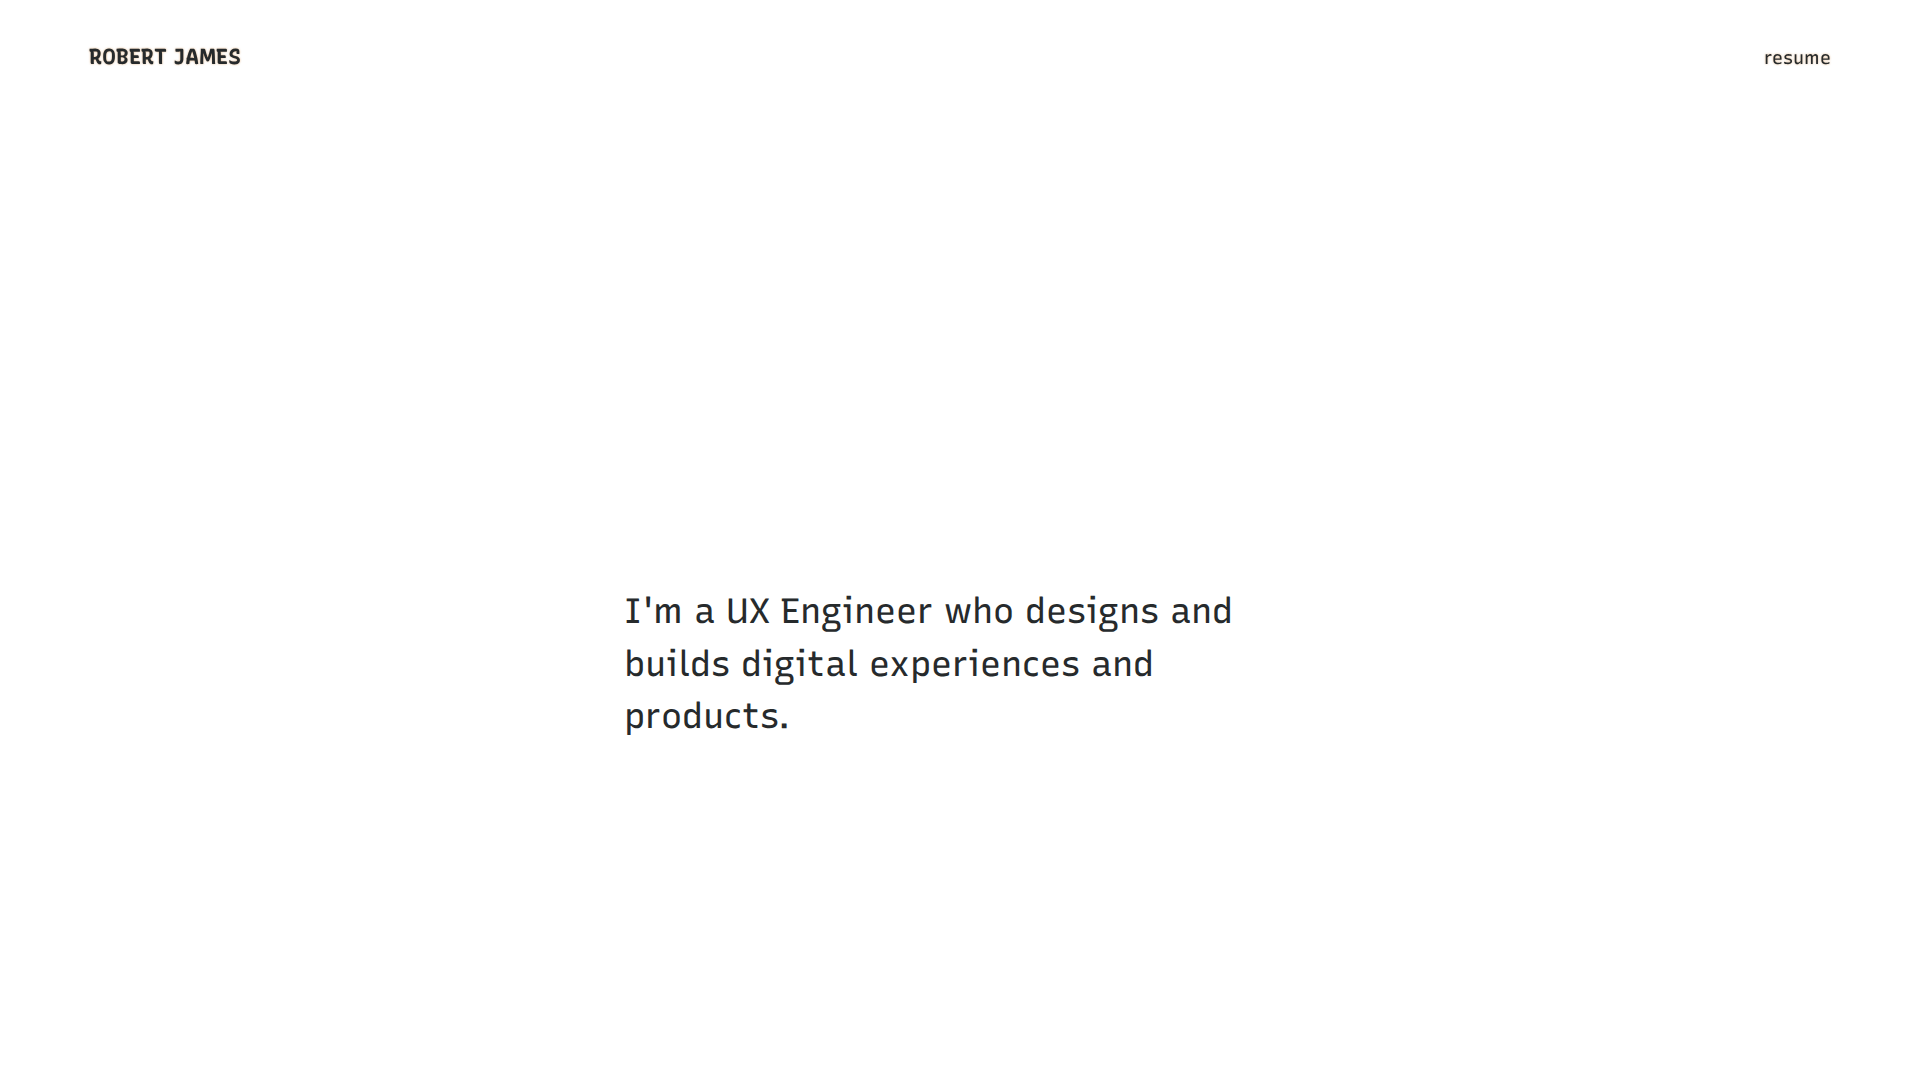 ROBERT JAMES
resume
I'm a UX Engineer who designs and
builds digital experiences and
products.